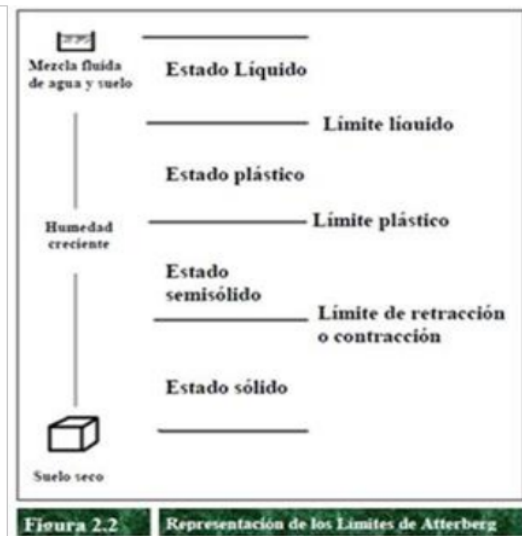 Mezcla fluida
de agua y suelo
Estado Líquido
Límite líquido
Estado plástico
Límite plástico
Humedad
creciente
Estado
semisólido
Límite de retracción
o contracción
Estado sólido
Suelo seco
Figura 2.2
Representación de los Límites de Atterberg